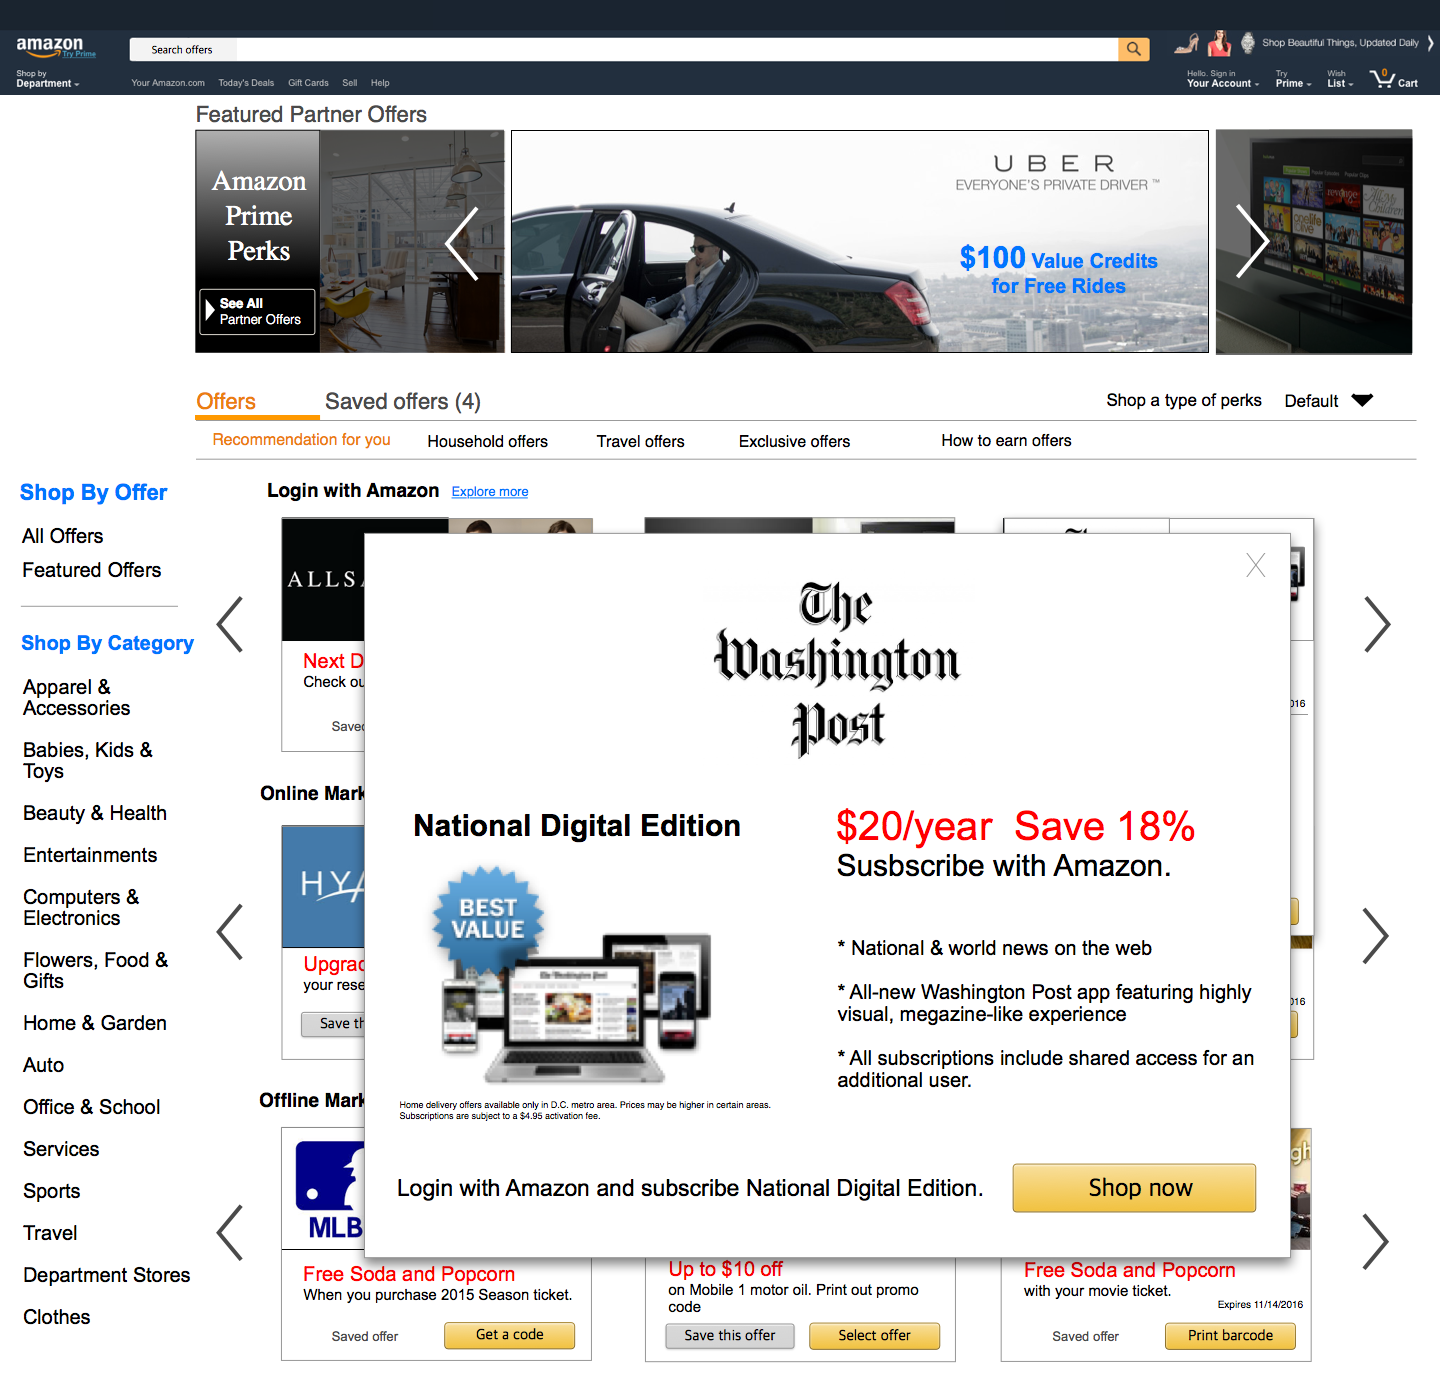 amazon
Try Prime
Search offers
Shop Beautiful Things, Updated Daily
Shop by
Department
Your Amazon.com Today's Deals Gift Cards Sell Help
Hello. Sign in
Your Account
Try
Prime
Wish
List
0
Cart
Featured Partner Offers
Amazon
Prime
Perks
See All
Partner Offers
UBER
EVERYONE'S PRIVATE DRIVER ™
$100 Value Credits
for Free Rides
Offers
Saved offers (4)
Shop a type of perks
Default
Recommendation for you
Household offers
Travel offers
Exclusive offers
How to earn offers
Shop By Offer
All Offers
Featured Offers
Shop By Category
Apparel &
Accessories
Babies, Kids &
Toys
Beauty & Health
Entertainments
Computers &
Electronics
Flowers, Food &
Gifts
Home & Garden
Auto
Office & School
Services
Sports
Travel
Department Stores
Clothes
Login with Amazon Explore more
ALLSA
Next D
Check ou
Saved
016
Online Mark
HYA
Upgrad
your rese
Save th
016
Offline Mark
MLB
Free Soda and Popcorn
When you purchase 2015 Season ticket.
Saved offer
Get a code
Up to $10 off
on Mobile 1 motor oil. Print out promo
code
Save this offer
Select offer
gh
Free Soda and Popcorn
with your movie ticket.
Expires 11/14/2016
Saved offer
Print barcode
X
The
Washington
Post
National Digital Edition
BEST
VALUE
The Washington Post
Home delivery offers available only in D.C. metro area. Prices may be higher in certain areas.
Subscriptions are subject to a $4.95 activation fee.
$20/year Save 18%
Susbscribe with Amazon.
* National & world news on the web
* All-new Washington Post app featuring highly
visual, megazine-like experience
* All subscriptions include shared access for an
additional user.
Login with Amazon and subscribe National Digital Edition.
Shop now